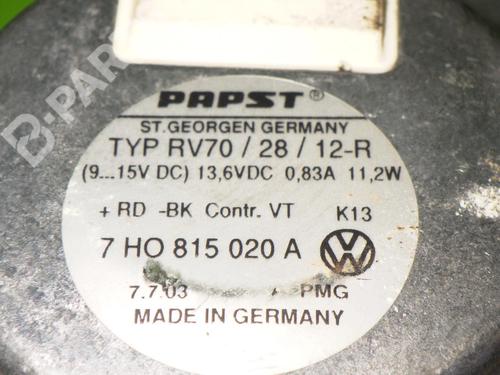 PAPST®
ST.GEORGEN GERMANY
TYP RV70 / 28 / 12-R
(9...15V DC) 13,6VDC 0,83A 11,2W
+ RD -BK Contr. VT K13
7 HO 815 020 A
7.7.03 PMG
MADE IN GERMANY
B-PARTS